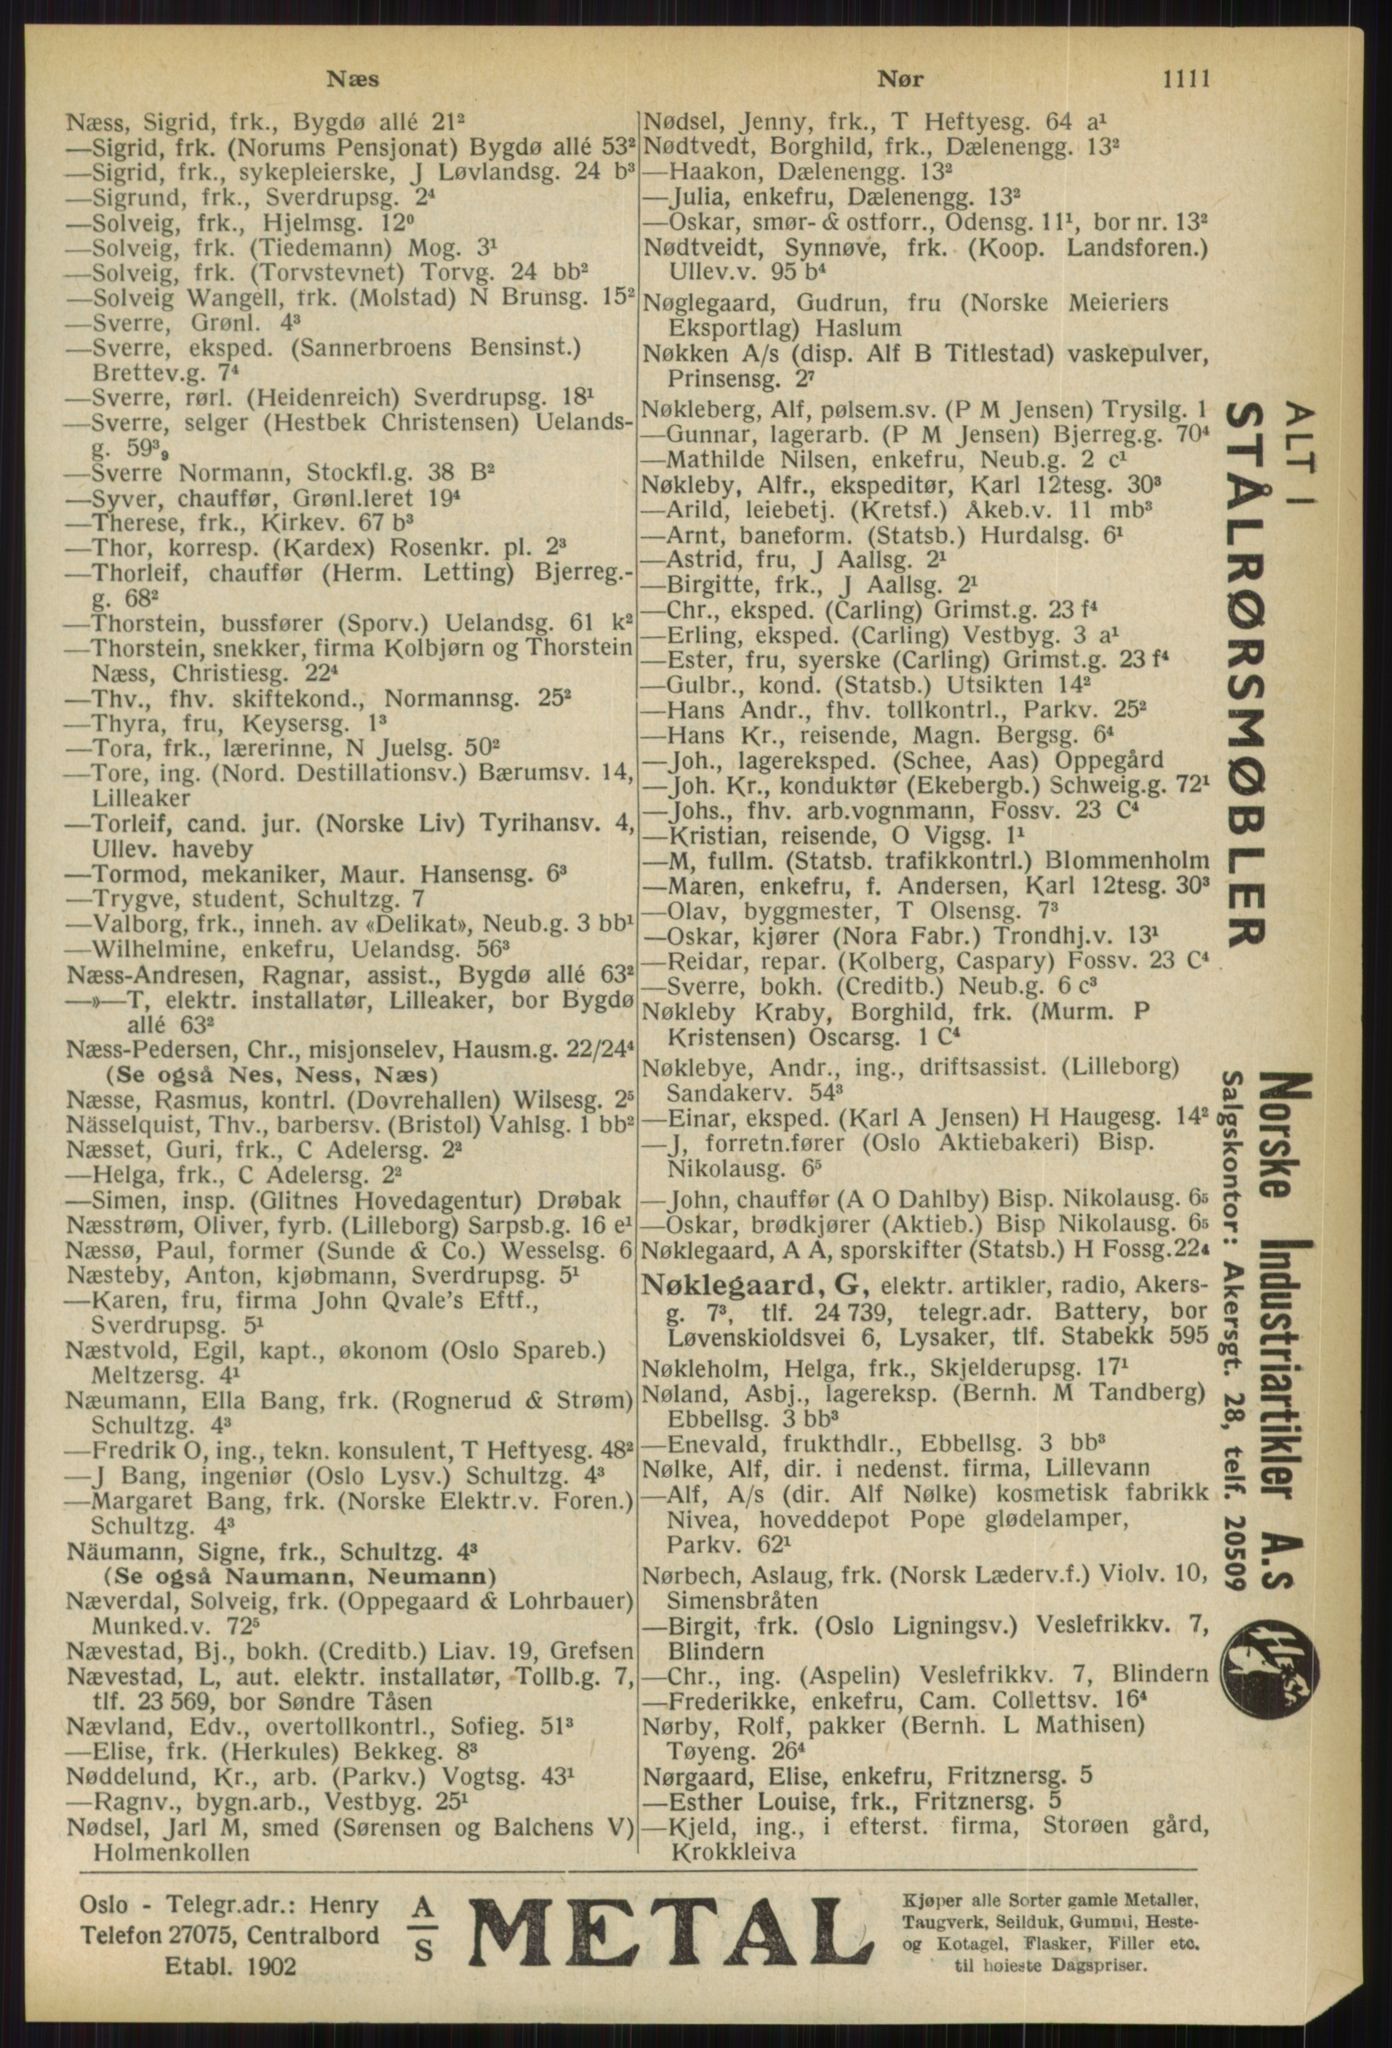 Næs
Nør
1111
Næss, Sigrid, frk., Bygdø allé 21²
—Sigrid, frk. (Norums Pensjonat) Bygdø allé 53²
—Sigrid, frk., sykepleierske, J Løvlandsg. 24 b³
—Sigrund, frk., Sverdrupsg. 2⁴
—Solveig, frk., Hjelmsg. 12⁰
—Solveig, frk. (Tiedemann) Mog. 3¹
—Solveig, frk. (Torvstevnet) Torvg. 24 bb²
—Solveig Wangell, frk. (Molstad) N Brunsg. 15²
—Sverre, Grønl. 4³
—Sverre, eksped. (Sannerbroens Bensinst.)
Brettev.g. 7⁴
—Sverre, rørl. (Heidenreich) Sverdrupsg. 18¹
—Sverre, selger (Hestbek Christensen) Uelands-
g. 59³,
—Sverre Normann, Stockfl.g. 38 B²
—Syver, chauffør, Grønl.leret 19⁴
—Therese, frk., Kirkev. 67 b³
—Thor, korresp. (Kardex) Rosenkr. pl. 2³
—Thorleif, chauffør (Herm. Letting) Bjerreg.-
g. 68²
—Thorstein, bussfører (Sporv.) Uelandsg. 61 k²
—Thorstein, snekker, firma Kolbjørn og Thorstein
Næss, Christiesg. 22⁴
—Thv., fhv. skiftekond., Normannsg. 25²
—Thyra, fru, Keysersg. 1³
—Tora, frk., lærerinne, N Juelsg. 50²
—Tore, ing. (Nord. Destillationsv.) Bærumsv. 14,
Lilleaker
—Torleif, cand. jur. (Norske Liv) Tyrihansv. 4,
Ullev. haveby
—Tormod, mekaniker, Maur. Hansensg. 6³
—Trygve, student, Schultzg. 7
—Valborg, frk., inneh. av «Delikat», Neub.g. 3 bb¹
—Wilhelmine, enkefru, Uelandsg. 56³
Næss-Andresen, Ragnar, assist., Bygdø allé 63²
—»—T, elektr. installatør, Lilleaker, bor Bygdø
allé 63²
Næss-Pedersen, Chr., misjonselev, Hausm.g. 22/24⁴
(Se også Nes, Ness, Næs)
Næsse, Rasmus, kontrl. (Dovrehallen) Wilsesg. 2⁵
Nässelquist, Thv., barbersv. (Bristol) Vahlsg. 1 bb²
Næsset, Guri, frk., C Adelersg. 2²
—Helga, frk., C Adelersg. 2²
—Simen, insp. (Glitnes Hovedagentur) Drøbak
Næsstrøm, Oliver, fyrb. (Lilleborg) Sarpsb.g. 16 e¹
Næssø, Paul, former (Sunde & Co.) Wesselsg. 6
Næsteby, Anton, kjøbmann, Sverdrupsg. 5¹
—Karen, fru, firma John Qvale's Eftf.,
Sverdrupsg. 5¹
Næstvold, Egil, kapt., økonom (Oslo Spareb.)
Meltzersg. 4¹
Næumann, Ella Bang, frk. (Rognerud & Strøm)
Schultzg. 4³
—Fredrik O, ing., tekn. konsulent, T Heftyesg. 48²
—J Bang, ingeniør (Oslo Lysv.) Schultzg. 4³
—Margaret Bang, frk. (Norske Elektr.v. Foren.)
Schultzg. 4³
Näumann, Signe, frk., Schultzg. 4³
(Se også Naumann, Neumann)
Næverdal, Solveig, frk. (Oppegaard & Lohrbauer)
Munked.v. 72⁵
Nævestad, Bj., bokh. (Creditb.) Liav. 19, Grefsen
Nævestad, L, aut. elektr. installatør, Tollb.g. 7,
tlf. 23 569, bor Søndre Tåsen
Nævland, Edv., overtollkontrl., Sofieg. 51³
—Elise, frk. (Herkules) Bekkeg. 8³
Nøddelund, Kr., arb. (Parkv.) Vogtsg. 43¹
—Ragnv., bygn.arb., Vestbyg. 25¹
Nødsel, Jarl M, smed (Sørensen og Balchens V)
Holmenkollen
Nødsel, Jenny, frk., T Heftyesg. 64 a¹
Nødtvedt, Borghild, frk., Dælenengg. 13²
—Haakon, Dælenengg. 13²
—Julia, enkefru, Dælenengg. 13²
—Oskar, smør- & ostforr., Odensg. 11¹, bor nr. 13²
Nødtveidt, Synnøve, frk. (Koop. Landsforen.)
Ullev.v. 95 b⁴
Nøglegaard, Gudrun, fru (Norske Meieriers
Eksportlag) Haslum
Nøkken A/s (disp. Alf B Titlestad) vaskepulver,
Prinsensg. 2⁷
Nøkleberg, Alf, pølsem.sv. (P M Jensen) Trysilg. 1
—Gunnar, lagerarb. (P M Jensen) Bjerreg.g. 70⁴
—Mathilde Nilsen, enkefru, Neub.g. 2 c¹
Nøkleby, Alfr., ekspeditør, Karl 12tesg. 30³
—Arild, leiebetj. (Kretsf.) Åkeb.v. 11 mb³
—Arnt, baneform. (Statsb.) Hurdalsg. 6¹
—Astrid, fru, J Aallsg. 2¹
—Birgitte, frk., J Aallsg. 2¹
—Chr., eksped. (Carling) Grimst.g. 23 f⁴
—Erling, eksped. (Carling) Vestbyg. 3 a¹
—Ester, fru, syerske (Carling) Grimst.g. 23 f⁴
—Gulbr., kond. (Statsb.) Utsikten 14²
—Hans Andr., fhv. tollkontrl., Parkv. 25²
—Hans Kr., reisende, Magn. Bergsg. 6⁴
—Joh., lagereksped. (Schee, Aas) Oppegård
—Joh. Kr., konduktør (Ekebergb.) Schweig.g. 72¹
—Johs., fhv. arb.vognmann, Fossv. 23 C⁴
—Kristian, reisende, O Vigsg. 1¹
—M, fullm. (Statsb. trafikkontrl.) Blommenholm
—Maren, enkefru, f. Andersen, Karl 12tesg. 30³
—Olav, byggmester, T Olsensg. 7³
—Oskar, kjører (Nora Fabr.) Trondhj.v. 13¹
—Reidar, repar. (Kolberg, Caspary) Fossv. 23 C⁴
—Sverre, bokh. (Creditb.) Neub.g. 6 c³
Nøkleby Kraby, Borghild, frk. (Murm. P
Kristensen) Oscarsg. 1 C⁴
Nøklebye, Andr., ing., driftsassist. (Lilleborg)
Sandakerv. 54³
—Einar, eksped. (Karl A Jensen) H Haugesg. 14²
—J, forretn.fører (Oslo Aktiebakeri) Bisp.
Nikolausg. 6⁵
—John, chauffør (A O Dahlby) Bisp. Nikolausg. 6⁵
—Oskar, brødkjører (Aktieb.) Bisp Nikolausg. 6⁵
Nøklegaard, A A, sporskifter (Statsb.) H Fossg. 22⁴
Nøklegaard, G, elektr. artikler, radio, Akers-
g. 7³, tlf. 24 739, telegr.adr. Battery, bor
Løvenskioldsvei 6, Lysaker, tlf. Stabekk 595
Nøkleholm, Helga, frk., Skjelderupsg. 17¹
Nøland, Asbj., lagereksp. (Bernh. M Tandberg)
Ebbellsg. 3 bb³
—Enevald, frukthdlr., Ebbellsg. 3 bb³
Nølke, Alf, dir. i nedenst. firma, Lillevann
—Alf, A/s (dir. Alf Nølke) kosmetisk fabrikk
Nivea, hoveddepot Pope glødelamper,
Parkv. 62¹
Nørbech, Aslaug, frk. (Norsk Læderv.f.) Violv. 10,
Simensbråten
—Birgit, frk. (Oslo Ligningsv.) Veslefrikkv. 7,
Blindern
—Chr., ing. (Aspelin) Veslefrikkv. 7, Blindern
—Frederikke, enkefru, Cam. Collettsv. 16⁴
Nørby, Rolf, pakker (Bernh. L Mathisen)
Tøyeng. 26⁴
Nørgaard, Elise, enkefru, Fritznersg. 5
—Esther Louise, frk., Fritznersg. 5
—Kjeld, ing., i efterst. firma, Storøen gård,
Krokkleiva
ALT I
STÅLRØRSMØBLER
Norske Industriartikler A.s
Salgskontor: Akersgt. 28, telf. 20509
Oslo - Telegr.adr.: Henry
Telefon 27075, Centralbord
Etabl. 1902
A/S METAL
Kjøper alle Sorter gamle Metaller,
Taugverk, Seilduk, Gummi, Heste-
og Kotagel, Flasker, Filler etc.
til høieste Dagspriser.